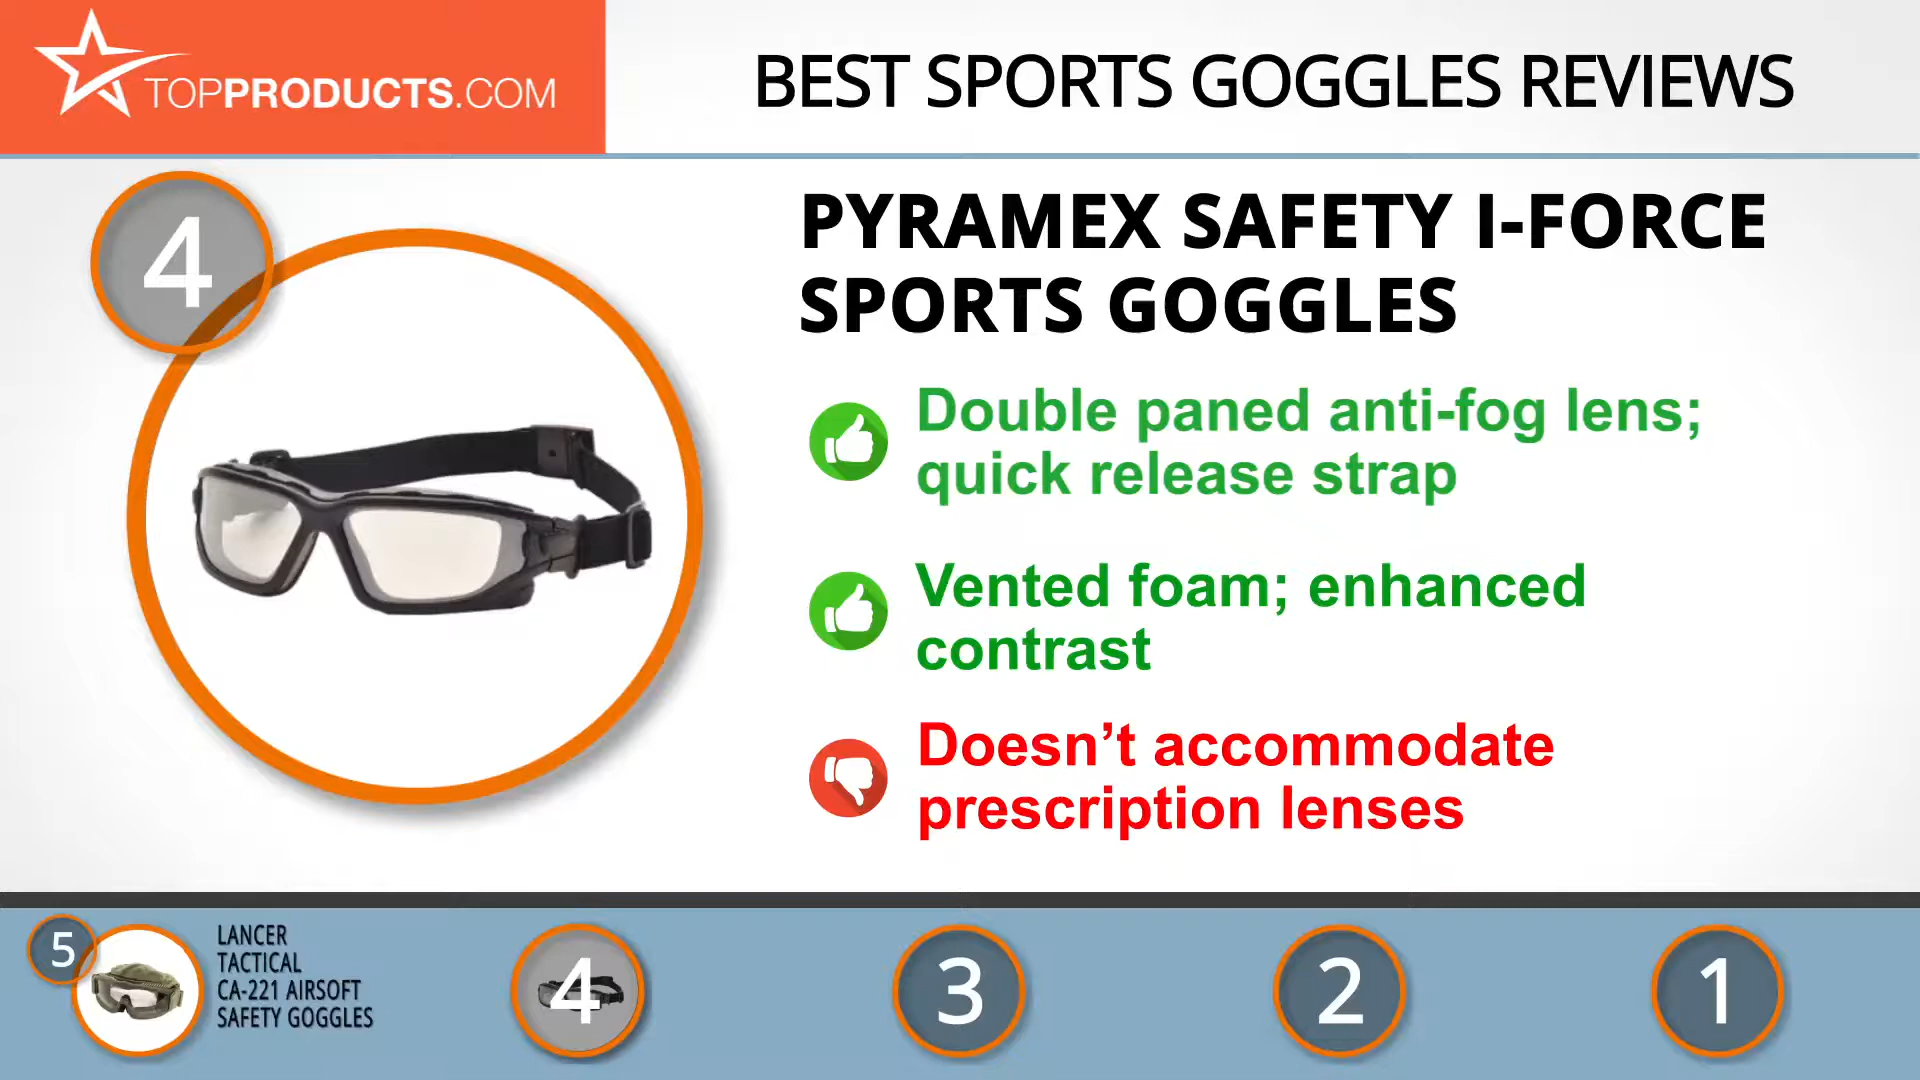 TOPPRODUCTS.COM
BEST SPORTS GOGGLES REVIEWS
4
PYRAMEX SAFETY I-FORCE
SPORTS GOGGLES
Double paned anti-fog lens;
quick release strap
Vented foam; enhanced
contrast
Doesn’t accommodate
prescription lenses
5
LANCER
TACTICAL
CA-221 AIRSOFT
SAFETY GOGGLES
4
3
2
1